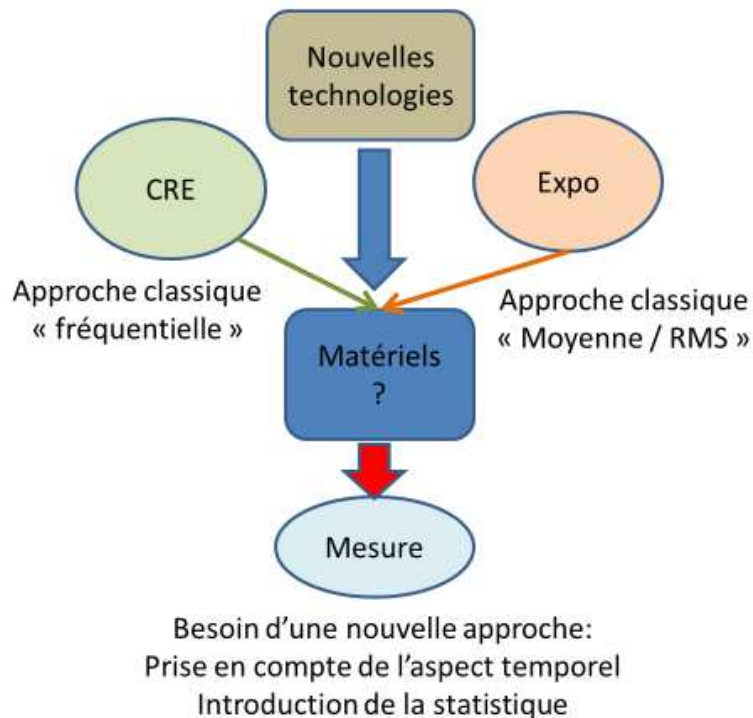 Nouvelles
technologies
CRE
Expo
Approche classique
« fréquentielle »
Approche classique
« Moyenne / RMS »
Matériels
?
Mesure
Besoin d'une nouvelle approche:
Prise en compte de l'aspect temporel
Introduction de la statistique